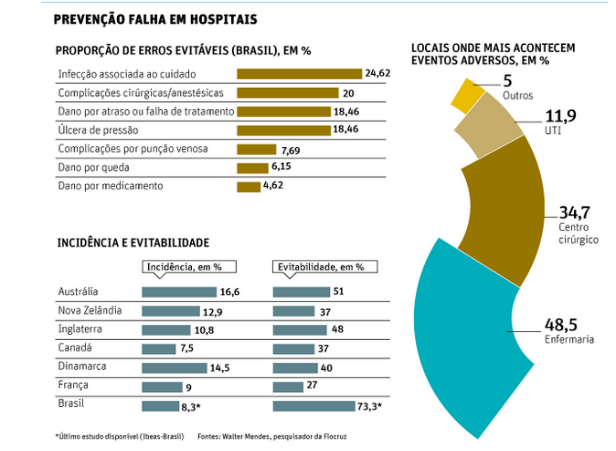 PREVENÇÃO FALHA EM HOSPITAIS
PROPORÇÃO DE ERROS EVITÁVEIS (BRASIL), EM %
Infecção associada ao cuidado 24,62
Complicações cirúrgicas/anestésicas 20
Dano por atraso ou falha de tratamento 18,46
Úlcera de pressão 18,46
Complicações por punção venosa 7,69
Dano por queda 6,15
Dano por medicamento 4,62
LOCAIS ONDE MAIS ACONTECEM
EVENTOS ADVERSOS, EM %
5
Outros
11,9
UTI
34,7
Centro
cirúrgico
48,5
Enfermaria
INCIDÊNCIA E EVITABILIDADE
Incidência, em % Evitabilidade, em %
Austrália 16,6 51
Nova Zelândia 12,9 37
Inglaterra 10,8 48
Canadá 7,5 37
Dinamarca 14,5 40
França 9 27
Brasil 8,3* 73,3*
*Último estudo disponível (Ibeas-Brasil) Fontes: Walter Mendes, pesquisador da Fiocruz